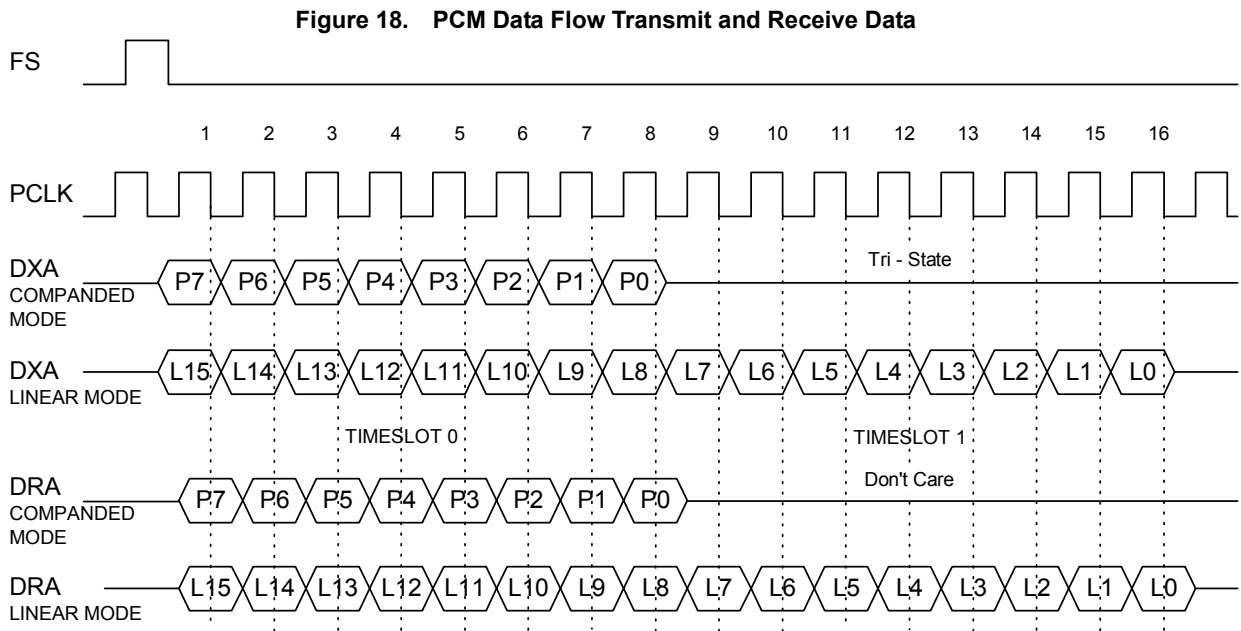 Figure 18. PCM Data Flow Transmit and Receive Data
FS
1 2 3 4 5 6 7 8 9 10 11 12 13 14 15 16
PCLK
DXA
COMPANDED
MODE
P7 P6 P5 P4 P3 P2 P1 P0
Tri - State
DXA
LINEAR MODE
L15 L14 L13 L12 L11 L10 L9 L8 L7 L6 L5 L4 L3 L2 L1 L0
TIMESLOT 0 TIMESLOT 1
DRA
COMPANDED
MODE
P7 P6 P5 P4 P3 P2 P1 P0
Don't Care
DRA
LINEAR MODE
L15 L14 L13 L12 L11 L10 L9 L8 L7 L6 L5 L4 L3 L2 L1 L0